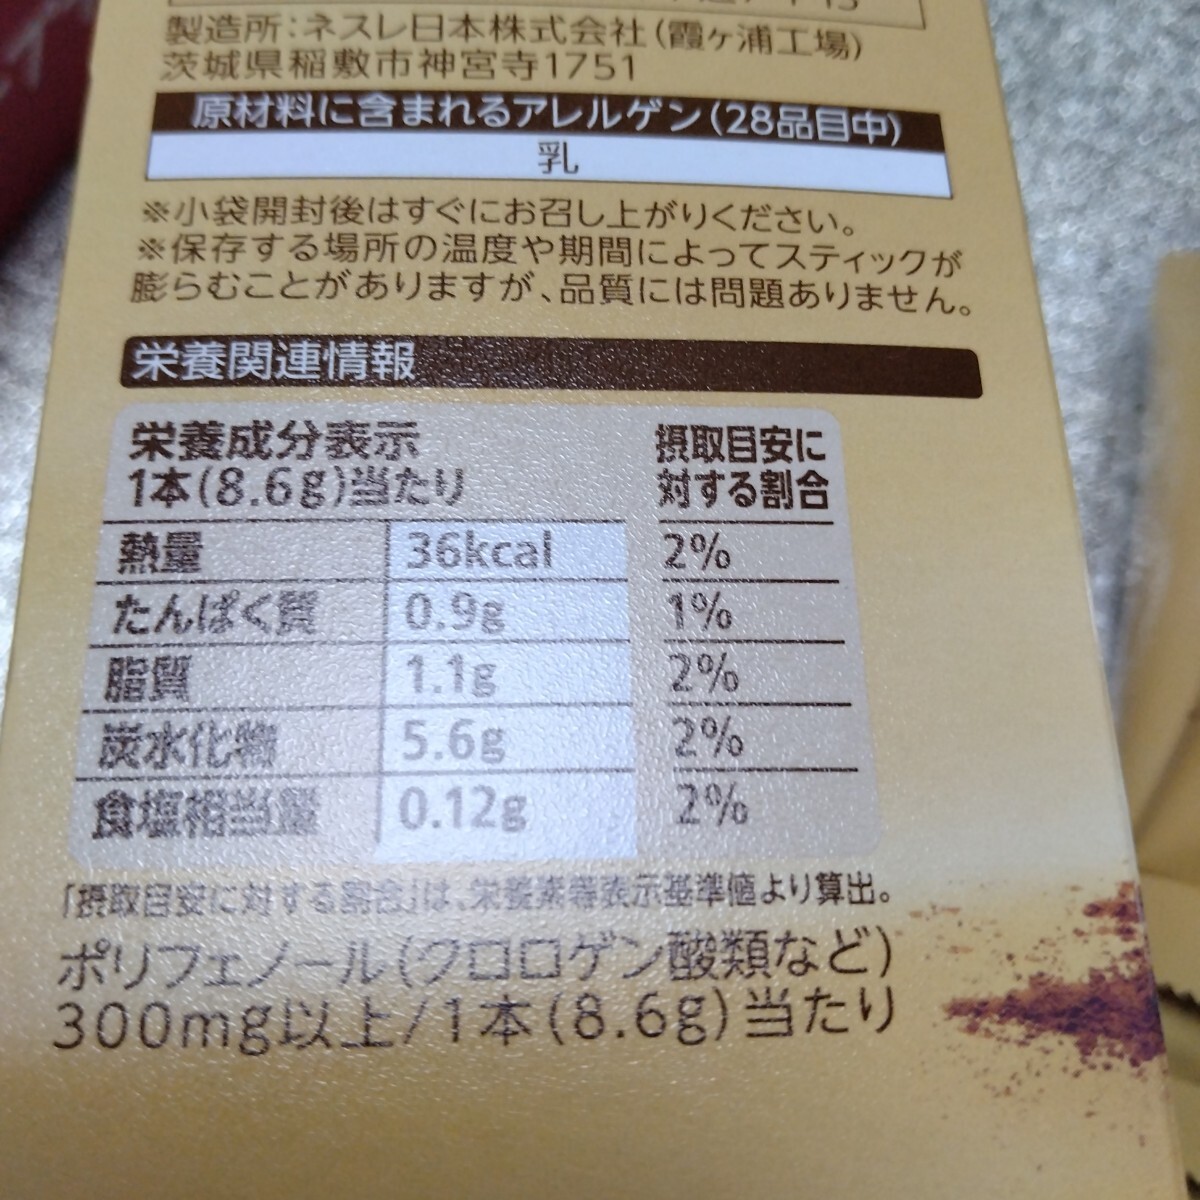 製造所:ネスレ日本株式会社(霞ヶ浦工場)
茨城県稲敷市神宮寺1751
原材料に含まれるアレルゲン(28品目中)
乳
※小袋開封後はすぐにお召し上がりください。
※保存する場所の温度や期間によってスティックが
膨らむことがありますが、品質には問題ありません。
栄養関連情報
栄養成分表示 摂取目安に
1本(8.6g)当たり 対する割合
熱量 36kcal 2%
たんぱく質 0.9g 1%
脂質 1.1g 2%
炭水化物 5.6g 2%
食塩相当量 0.12g 2%
「摂取目安に対する割合」は、栄養素等表示基準値より算出。
ポリフェノール(クロロゲン酸類など)
300mg以上/1本(8.6g)当たり